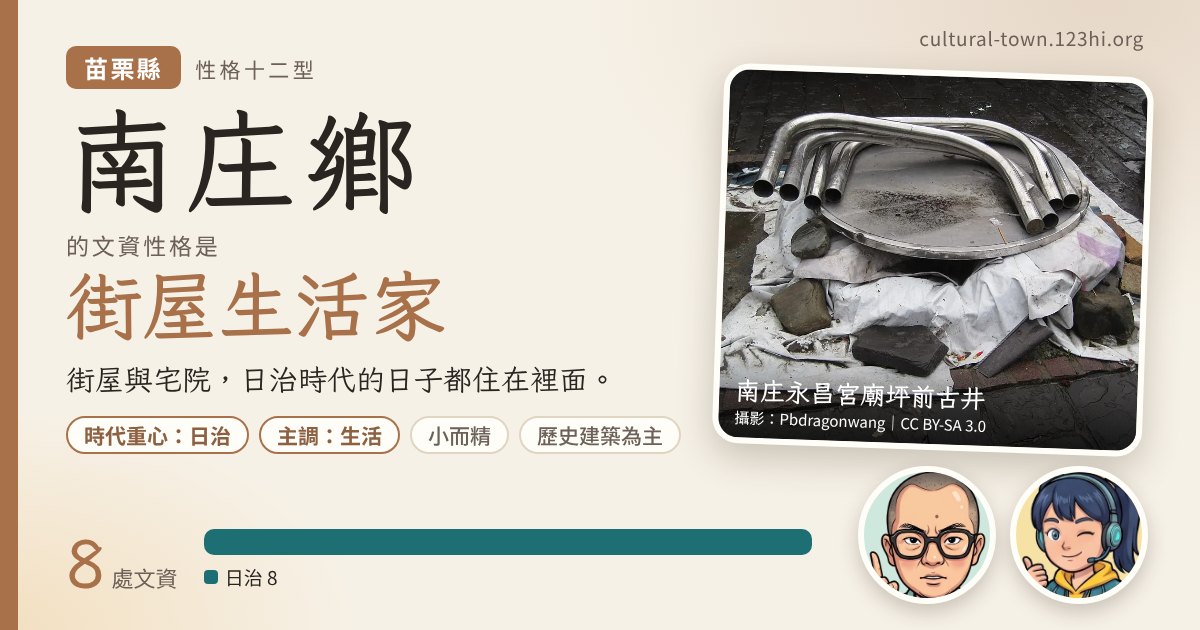 cultural-town.123hi.org
苗栗縣
性格十二型
南庄鄉
的文資性格是
街屋生活家
街屋與宅院，日治時代的日子都住在裡面。
時代重心：日治
主調：生活
小而精
歷史建築為主
南庄永昌宮廟坪前古井
攝影：Pbdragonwang｜CC BY-SA 3.0
8 處文資
日治 8